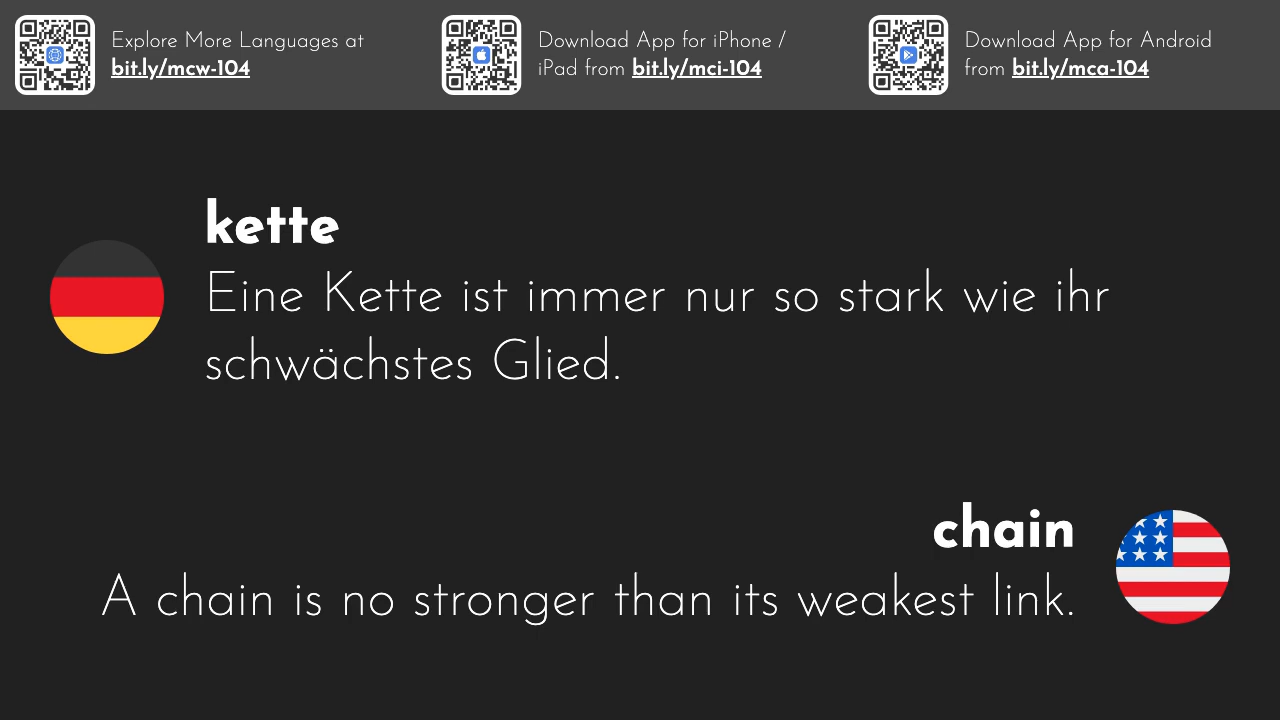 Explore More Languages at
bit.ly/mcw-104
Download App for iPhone /
iPad from bit.ly/mci-104
Download App for Android
from bit.ly/mca-104
kette
Eine Kette ist immer nur so stark wie ihr
schwächstes Glied.
chain
A chain is no stronger than its weakest link.